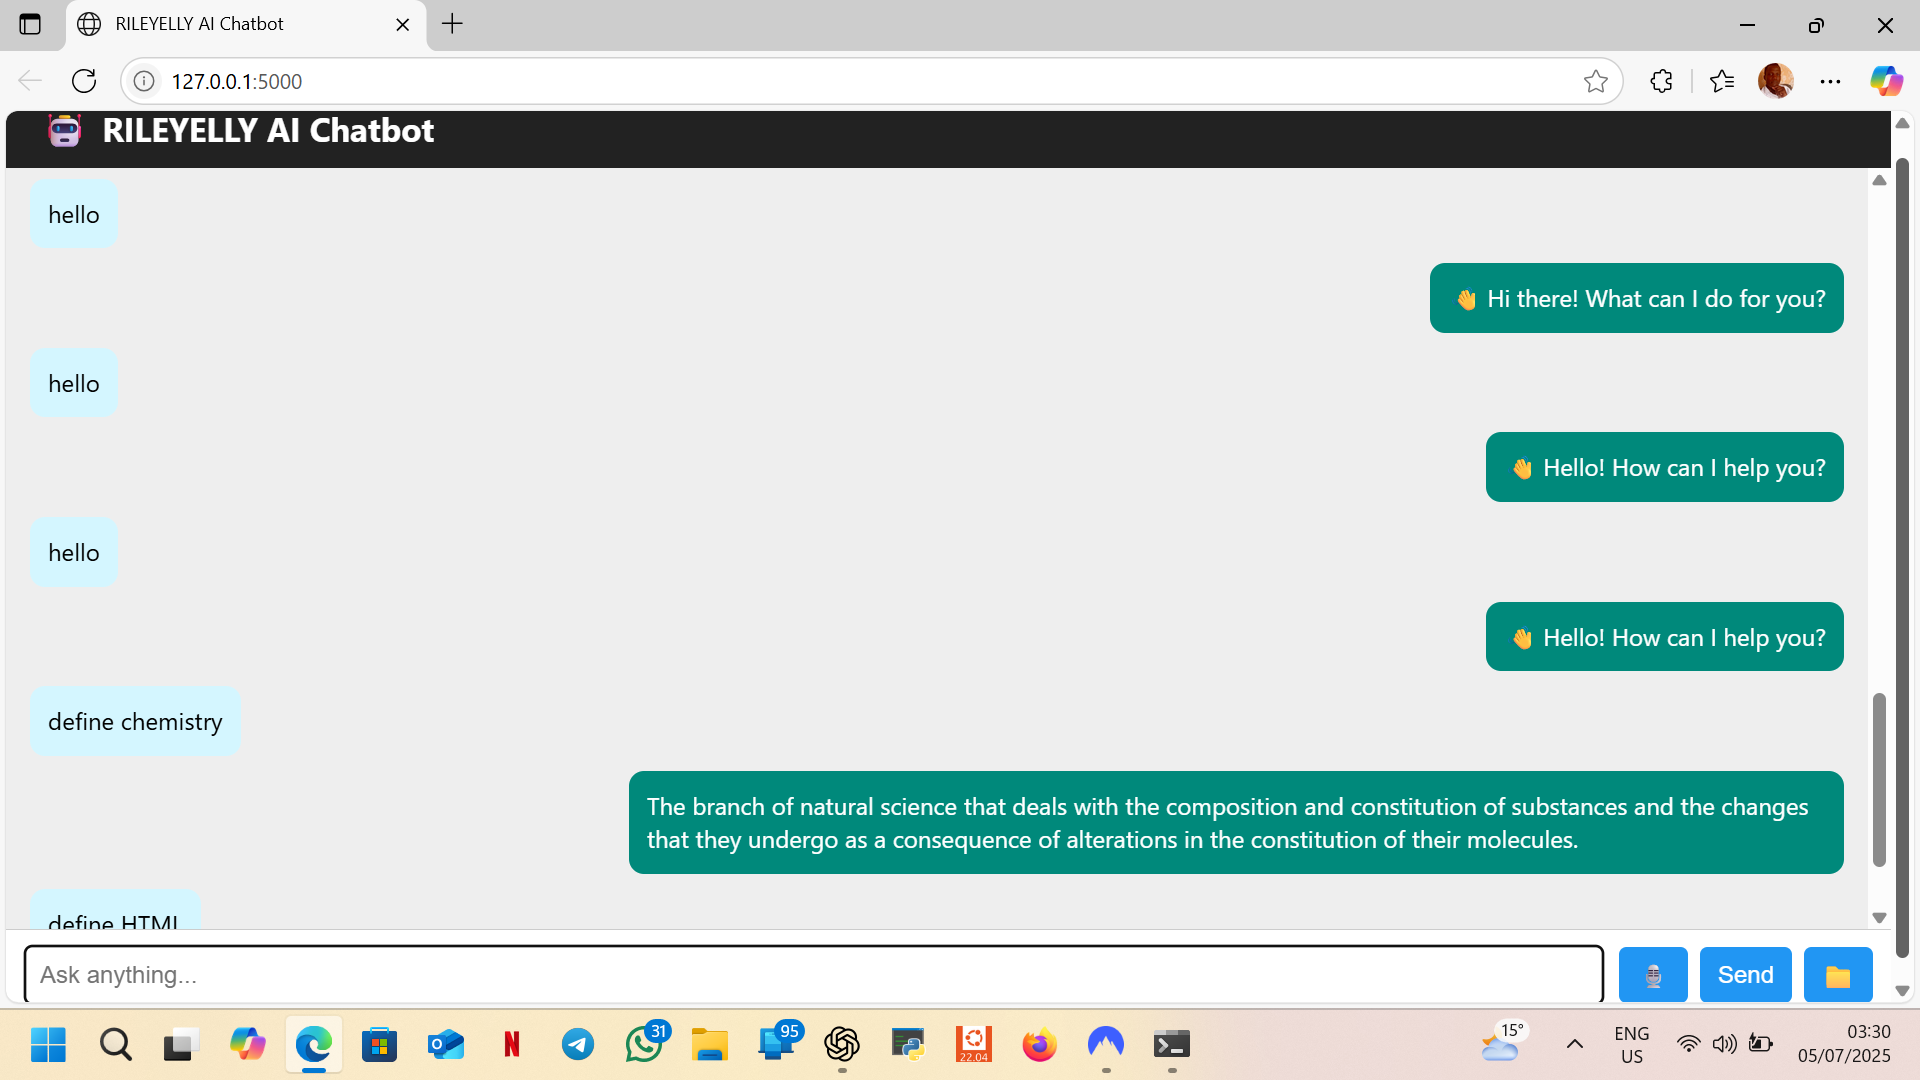 RILEYELLY AI Chatbot
127.0.0.1:5000
RILEYELLY AI Chatbot
hello
Hi there! What can I do for you?
hello
Hello! How can I help you?
hello
Hello! How can I help you?
define chemistry
The branch of natural science that deals with the composition and constitution of substances and the changes
that they undergo as a consequence of alterations in the constitution of their molecules.
define HTML
Ask anything...
Send
31
95
22.04
15°
ENG
US
03:30
05/07/2025